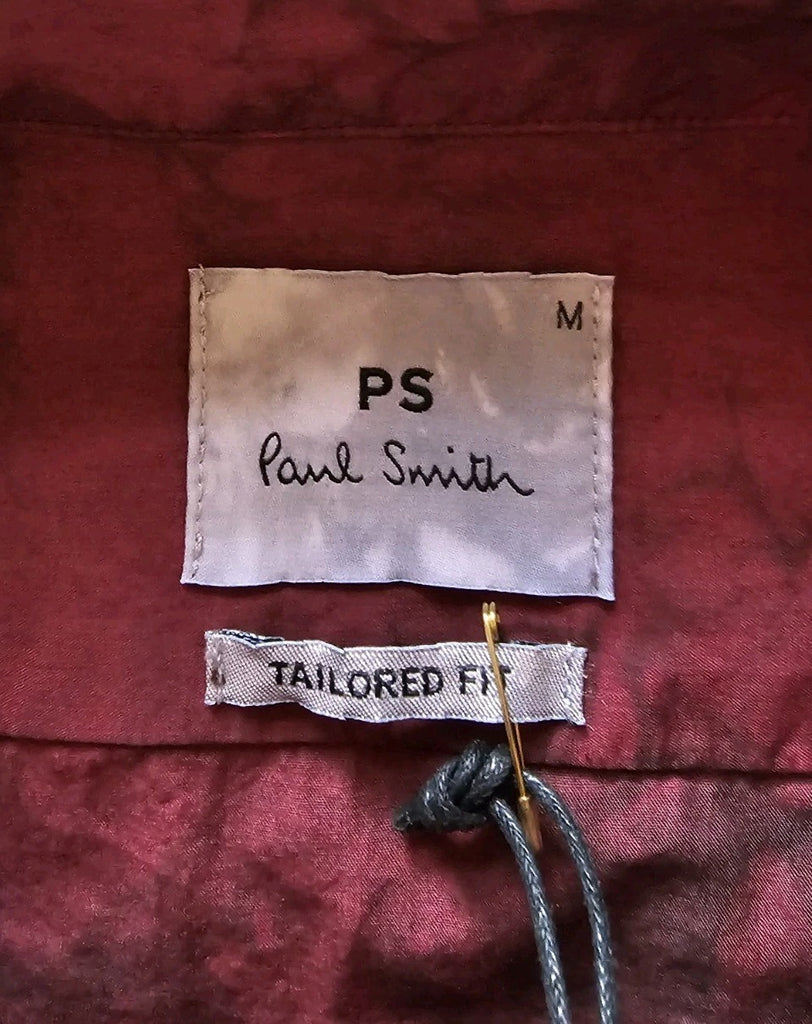 M
PS
Paul Smith
TAILORED FIT